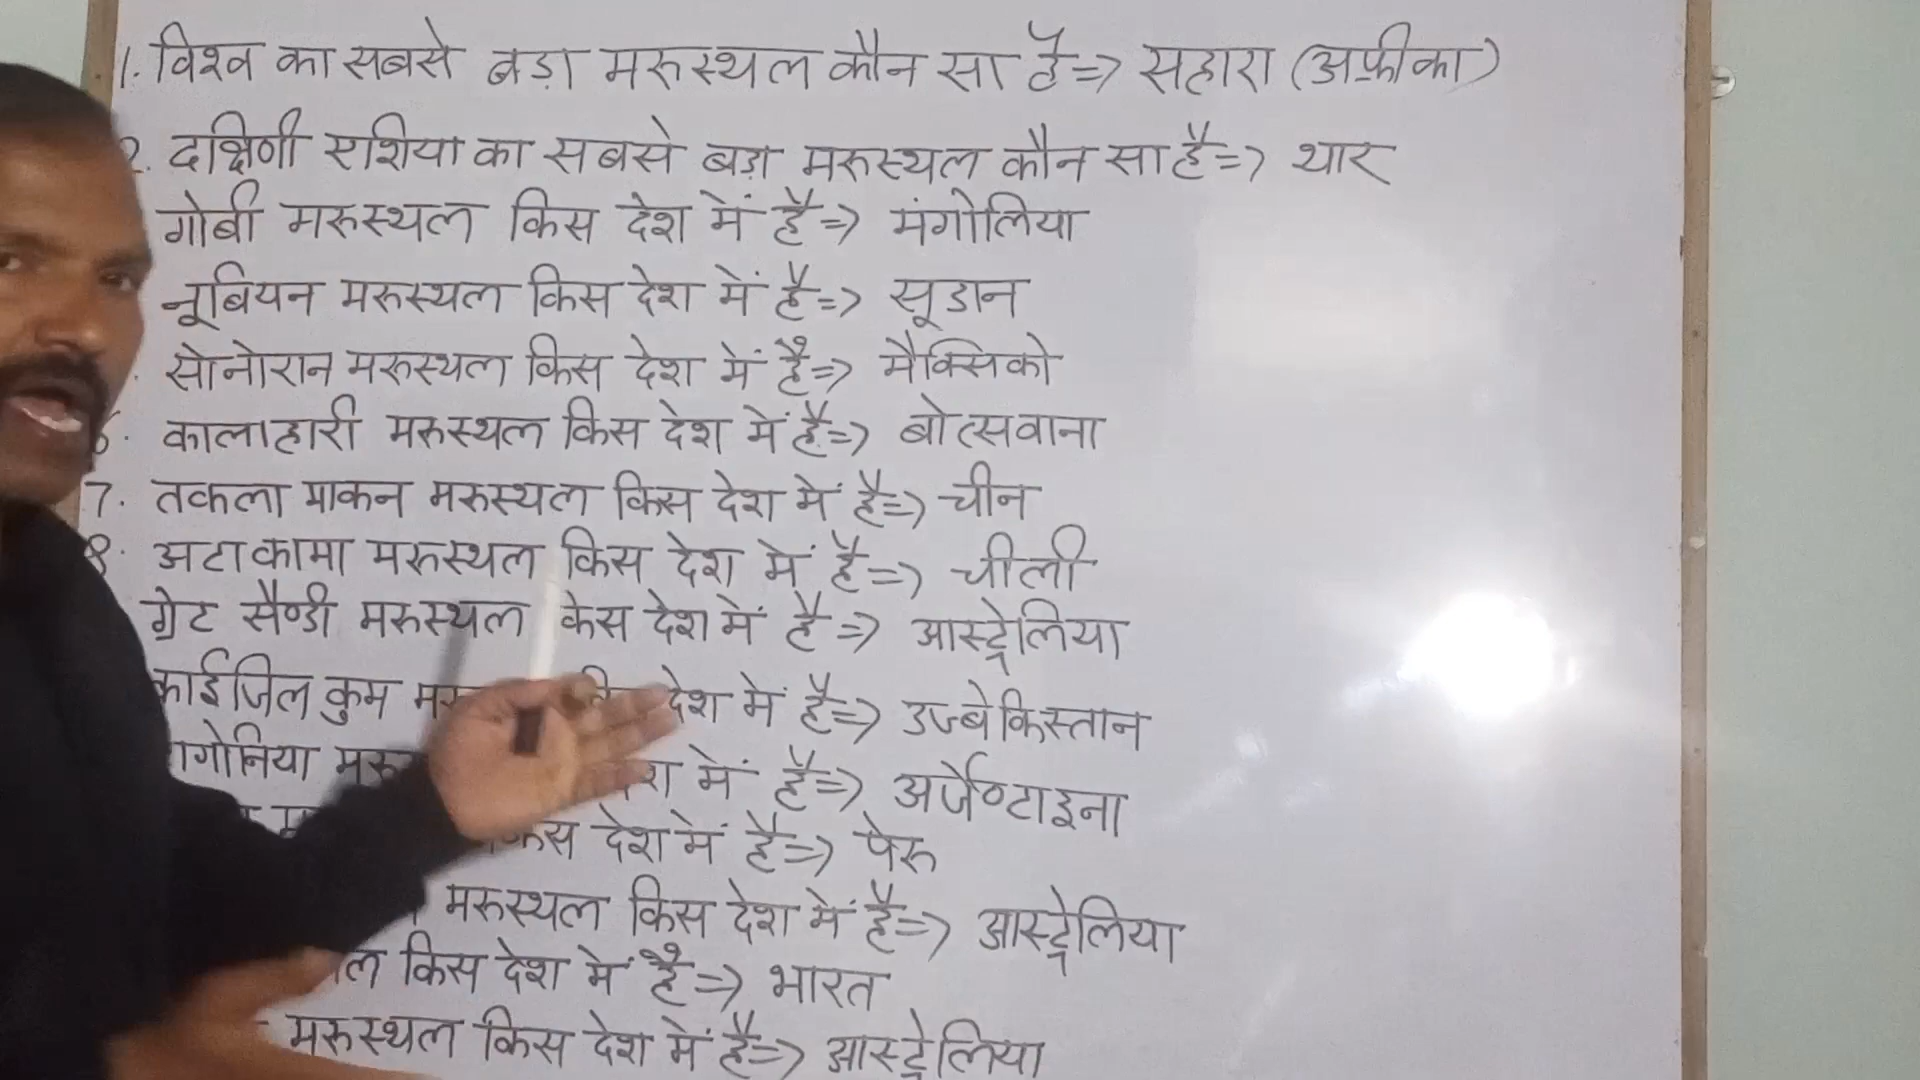 1. विश्व का सबसे बड़ा मरुस्थल कौन सा है => सहारा (अफ्रीका)
2. दक्षिणी एशिया का सबसे बड़ा मरुस्थल कौन सा है => थार
गोबी मरुस्थल किस देश में है => मंगोलिया
नूबियन मरुस्थल किस देश में है => सूडान
सोनोरान मरुस्थल किस देश में है => मैक्सिको
6. कालाहारी मरुस्थल किस देश में है => बोत्सवाना
7. तकला माकन मरुस्थल किस देश में है => चीन
8. अटाकामा मरुस्थल किस देश में है => चीली
ग्रेट सैण्डी मरुस्थल किस देश में है => आस्ट्रेलिया
काईजिल कुम देश में है => उज्बेकिस्तान
में है => अर्जेण्टाइना
किस देश में है => पेरू
मरुस्थल किस देश में है => आस्ट्रेलिया
किस देश में है => भारत
मरुस्थल किस देश में है => आस्ट्रेलिया